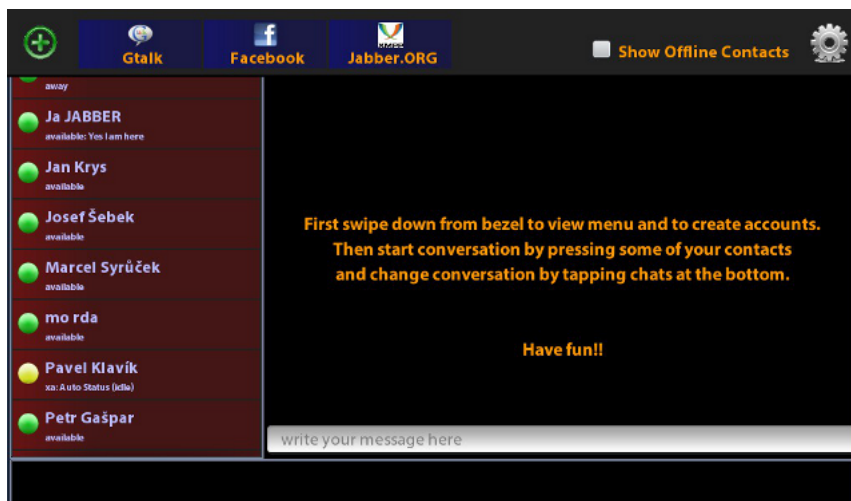 Gtalk
Facebook
Jabber.ORG
Show Offline Contacts
away
Ja JABBER
available: Yes I am here
Jan Krys
available
Josef Šebek
available
Marcel Syrůček
available
mo rda
available
Pavel Klavík
xa: Auto Status (idle)
Petr Gašpar
available
First swipe down from bezel to view menu and to create accounts.
Then start conversation by pressing some of your contacts
and change conversation by tapping chats at the bottom.
Have fun!!
write your message here